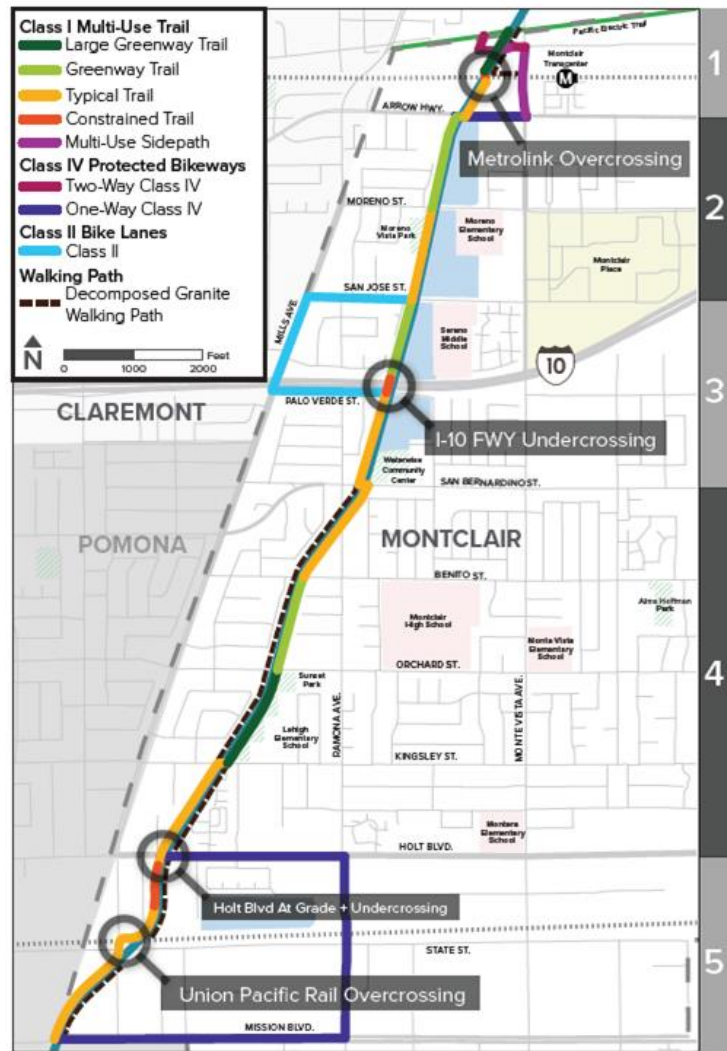 Class I Multi-Use Trail
Large Greenway Trail
Greenway Trail
Typical Trail
Constrained Trail
Multi-Use Sidepath
Class IV Protected Bikeways
Two-Way Class IV
One-Way Class IV
Class II Bike Lanes
Class II
Walking Path
Decomposed Granite
Walking Path
N
0 1000 2000 Feet
Pacific Electric Trail
Montclair
Transcenter
M
ARROW HWY.
Metrolink Overcrossing
1
MORENO ST.
Moreno
Vista Park
Moreno
Elementary
School
Montclair
Place
2
SAN JOSE ST.
MILLS AVE
Serrano
Middle
School
10
PALO VERDE ST.
CLAREMONT
I-10 FWY Undercrossing
3
Waterwise
Community
Center
SAN BERNARDINO ST.
POMONA
MONTCLAIR
BENITO ST.
Montclair
High School
Alma Hoffman
Park
Monte Vista
Elementary
School
ORCHARD ST.
Sunset
Park
RAMONA AVE.
MONTE VISTA AVE.
4
Lehigh
Elementary
School
KINGSLEY ST.
Montera
Elementary
School
HOLT BLVD.
Holt Blvd At Grade + Undercrossing
STATE ST.
5
Union Pacific Rail Overcrossing
MISSION BLVD.